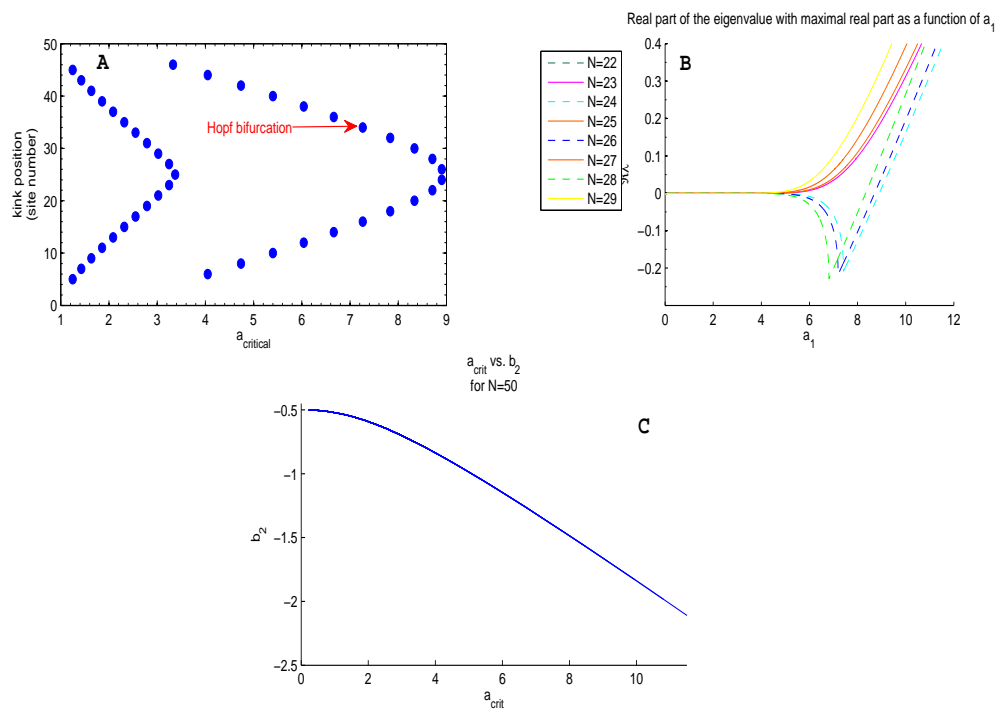 A
50
40
30
20
10
0
kink position
(site number)
Hopf bifurcation
1 2 3 4 5 6 7 8 9
a_critical
Real part of the eigenvalue with maximal real part as a function of a_1
B
N=22
N=23
N=24
N=25
N=26
N=27
N=28
N=29
0.4
0.3
0.2
0.1
0
−0.1
−0.2
0 2 4 6 8 10 12
a_1
a_crit vs. b_2
for N=50
C
−0.5
−1
−1.5
−2
−2.5
b_2
0 2 4 6 8 10
a_crit